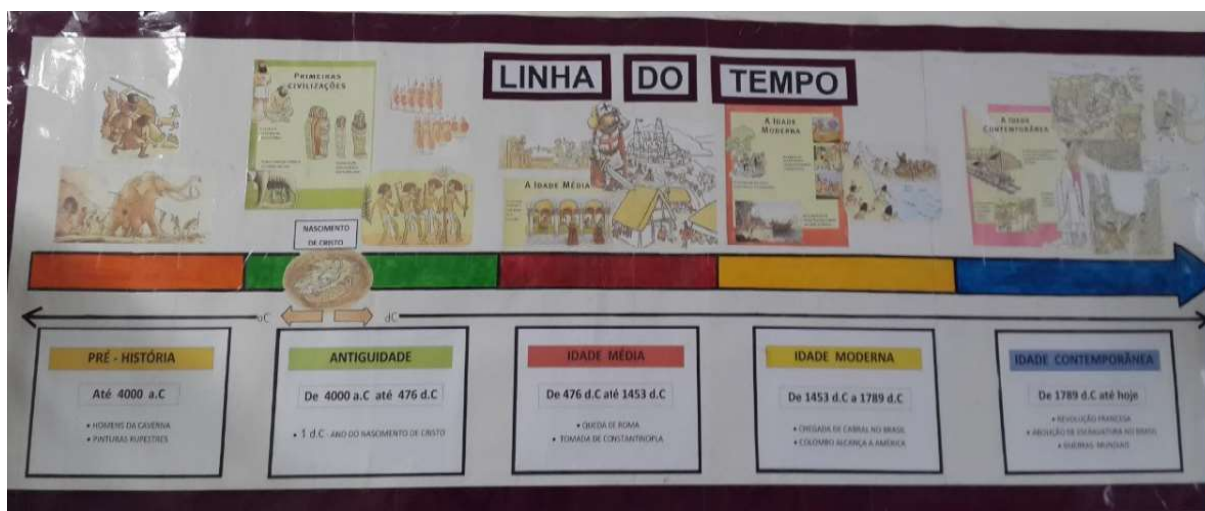 LINHA DO TEMPO
PRIMEIRAS
CIVILIZAÇÕES
A IDADE MÉDIA
A IDADE
MODERNA
A IDADE
CONTEMPORÂNEA
NASCIMENTO
DE CRISTO
aC
dC
PRÉ - HISTÓRIA
Até 4000 a.C
• HOMENS DA CAVERNA
• PINTURAS RUPESTRES
ANTIGUIDADE
De 4000 a.C até 476 d.C
• 1 d.C - ANO DO NASCIMENTO DE CRISTO
IDADE MÉDIA
De 476 d.C até 1453 d.C
• QUEDA DE ROMA
• TOMADA DE CONSTANTINOPLA
IDADE MODERNA
De 1453 d.C a 1789 d.C
• CHEGADA DE CABRAL NO BRASIL
• COLOMBO ALCANÇA A AMÉRICA
IDADE CONTEMPORÂNEA
De 1789 d.C até hoje
• REVOLUÇÃO FRANCESA
• ABOLIÇÃO DE ESCRAVATURA NO BRASIL
• GUERRAS MUNDIAIS